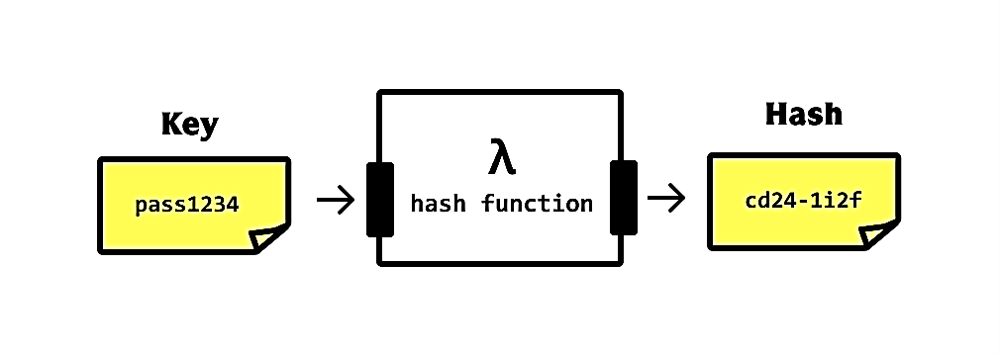 Key
pass1234
λ
hash function
Hash
cd24-1i2f